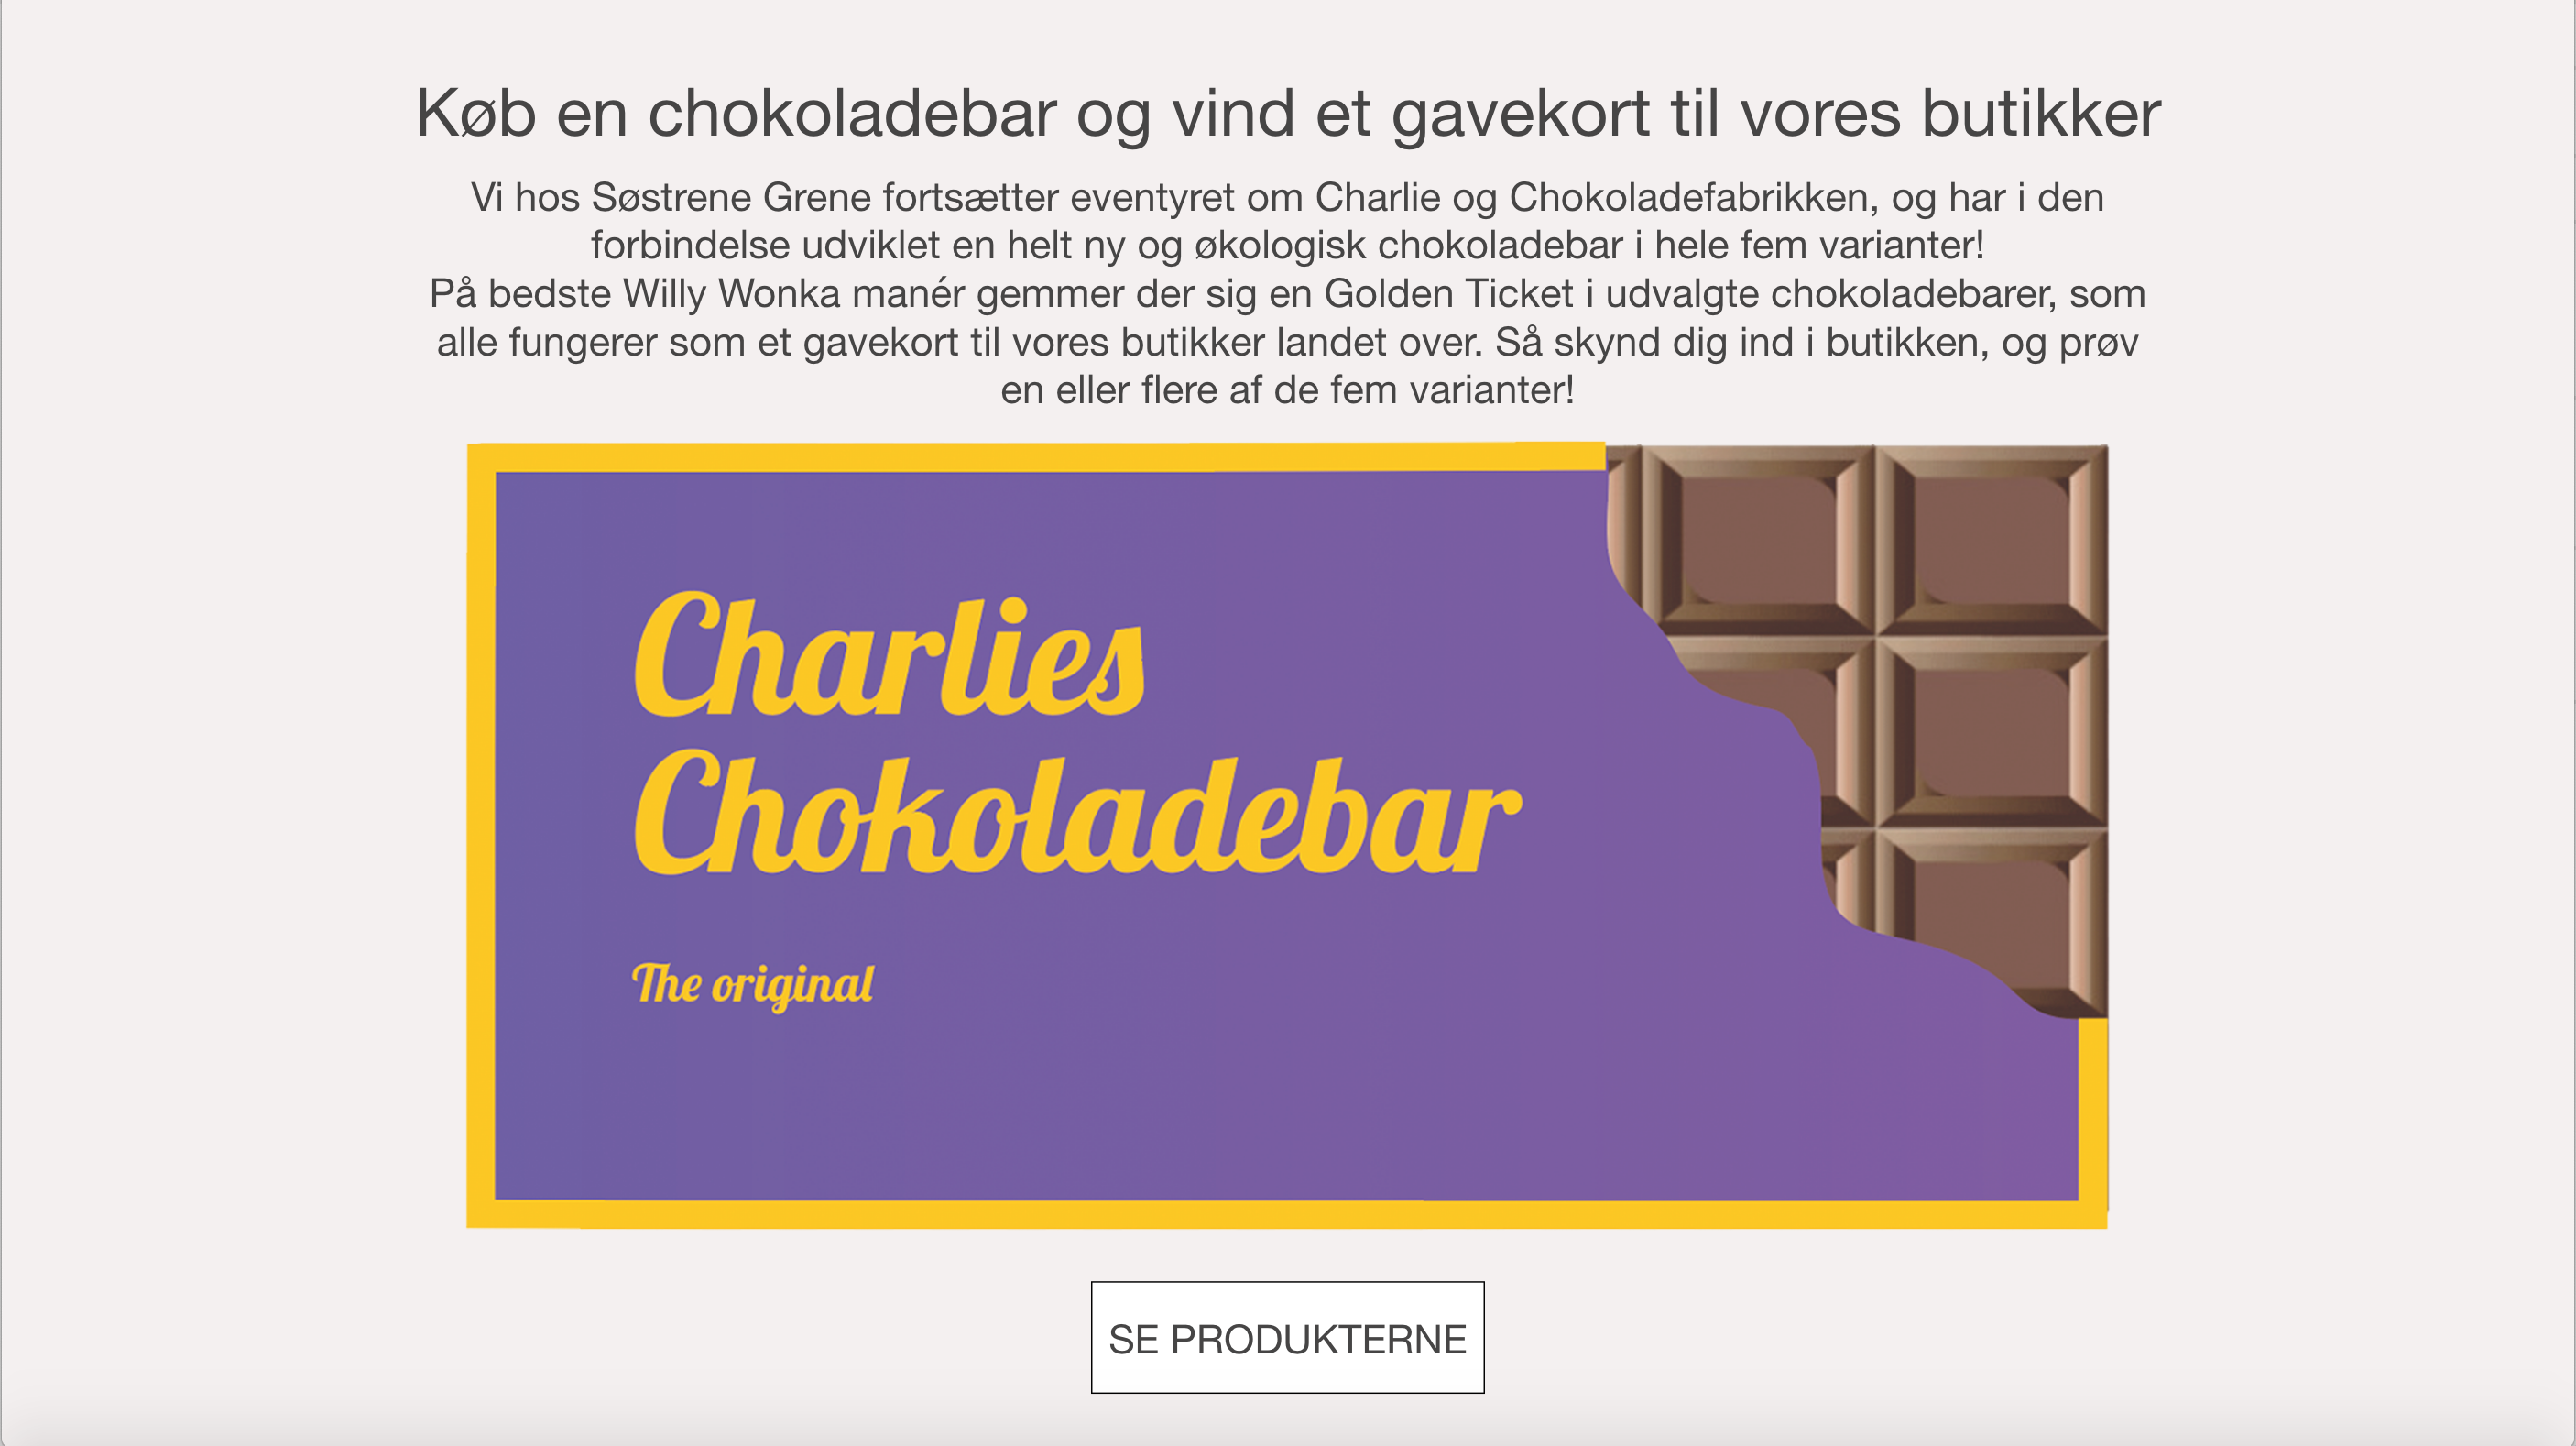 Køb en chokoladebar og vind et gavekort til vores butikker
Vi hos Søstrene Grene fortsætter eventyret om Charlie og Chokoladefabrikken, og har i den
forbindelse udviklet en helt ny og økologisk chokoladebar i hele fem varianter!
På bedste Willy Wonka manér gemmer der sig en Golden Ticket i udvalgte chokoladebarer, som
alle fungerer som et gavekort til vores butikker landet over. Så skynd dig ind i butikken, og prøv
en eller flere af de fem varianter!
Charlies
Chokoladebar
The original
SE PRODUKTERNE